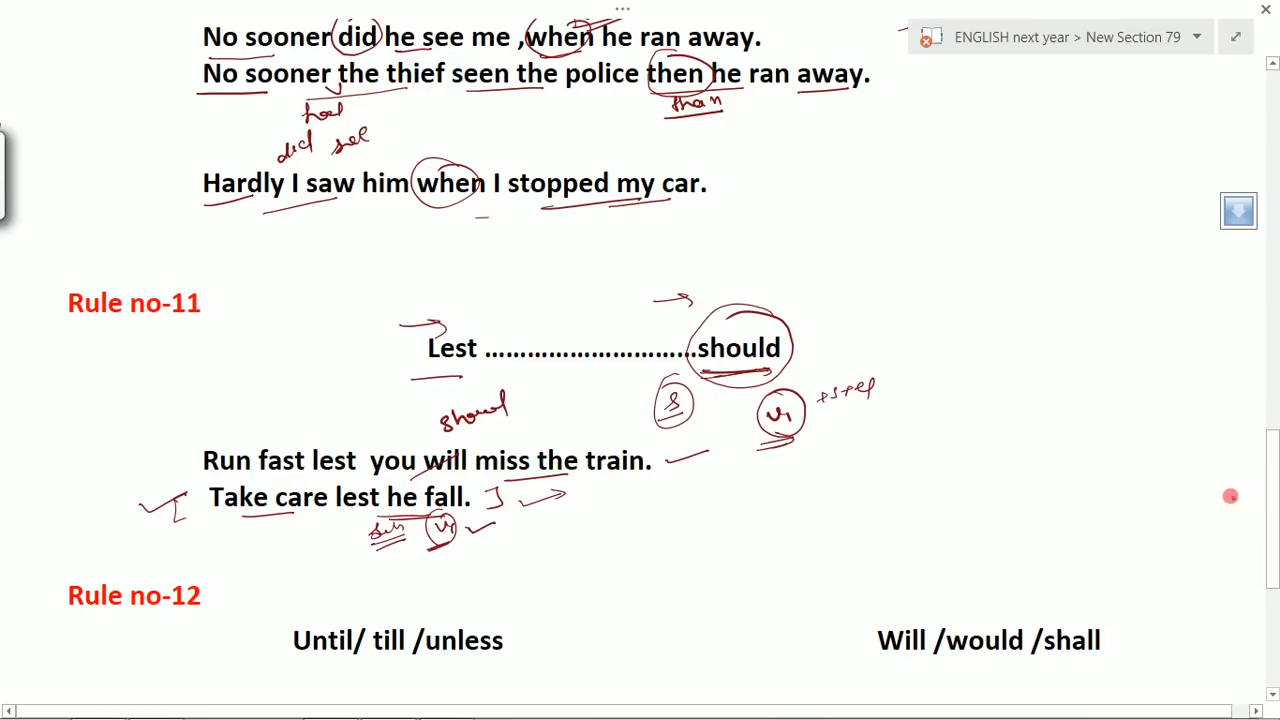 ENGLISH next year > New Section 79
No sooner did he see me ,when he ran away.
No sooner the thief seen the police then he ran away.
had than
did see
Hardly I saw him when I stopped my car.
Rule no-11
Lest ..............................should
S V1
should
Run fast lest you will miss the train.
Take care lest he fall.
sub V1
Rule no-12
Until/ till /unless Will /would /shall